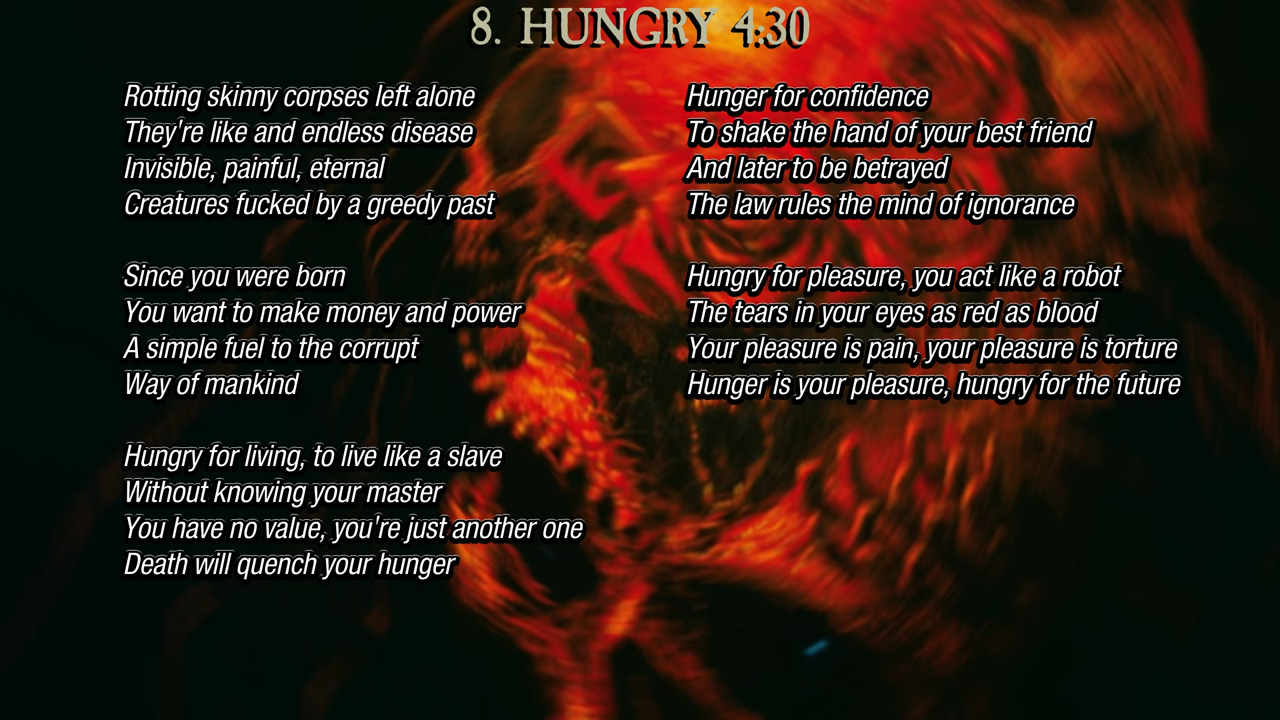 8. HUNGRY 4:30
Rotting skinny corpses left alone
They're like and endless disease
Invisible, painful, eternal
Creatures fucked by a greedy past
Since you were born
You want to make money and power
A simple fuel to the corrupt
Way of mankind
Hungry for living, to live like a slave
Without knowing your master
You have no value, you're just another one
Death will quench your hunger
Hunger for confidence
To shake the hand of your best friend
And later to be betrayed
The law rules the mind of ignorance
Hungry for pleasure, you act like a robot
The tears in your eyes as red as blood
Your pleasure is pain, your pleasure is torture
Hunger is your pleasure, hungry for the future